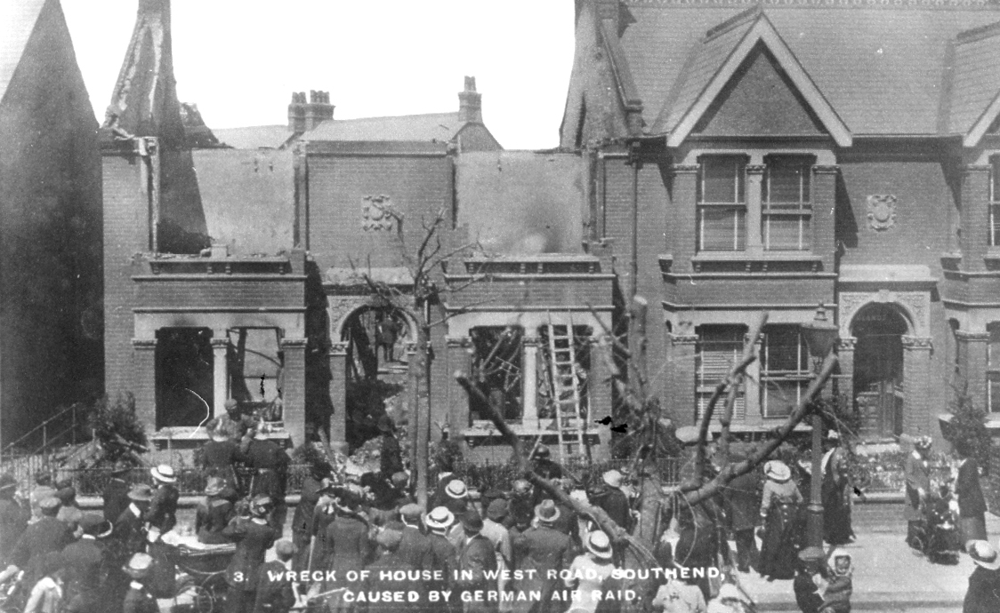 3. WRECK OF HOUSE IN WEST ROAD, SOUTHEND,
CAUSED BY GERMAN AIR RAID.